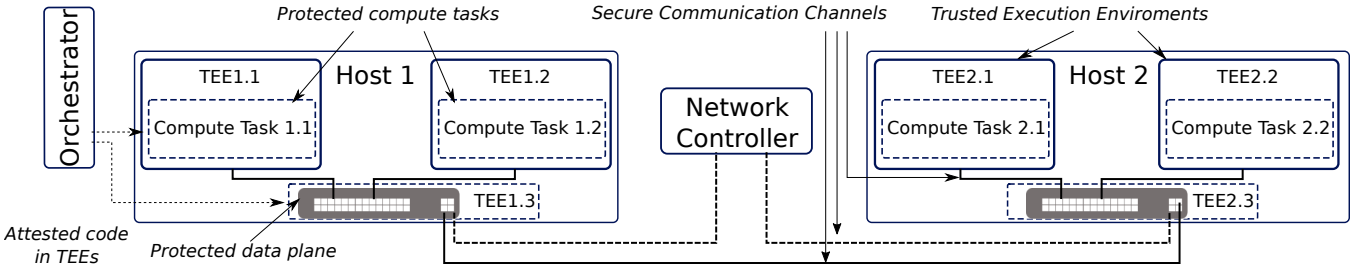 Protected compute tasks
Secure Communication Channels
Trusted Execution Enviroments
Orchestrator
TEE1.1
Host 1
TEE1.2
Compute Task 1.1
Compute Task 1.2
TEE1.3
Network
Controller
TEE2.1
Host 2
TEE2.2
Compute Task 2.1
Compute Task 2.2
TEE2.3
Attested code
in TEEs
Protected data plane